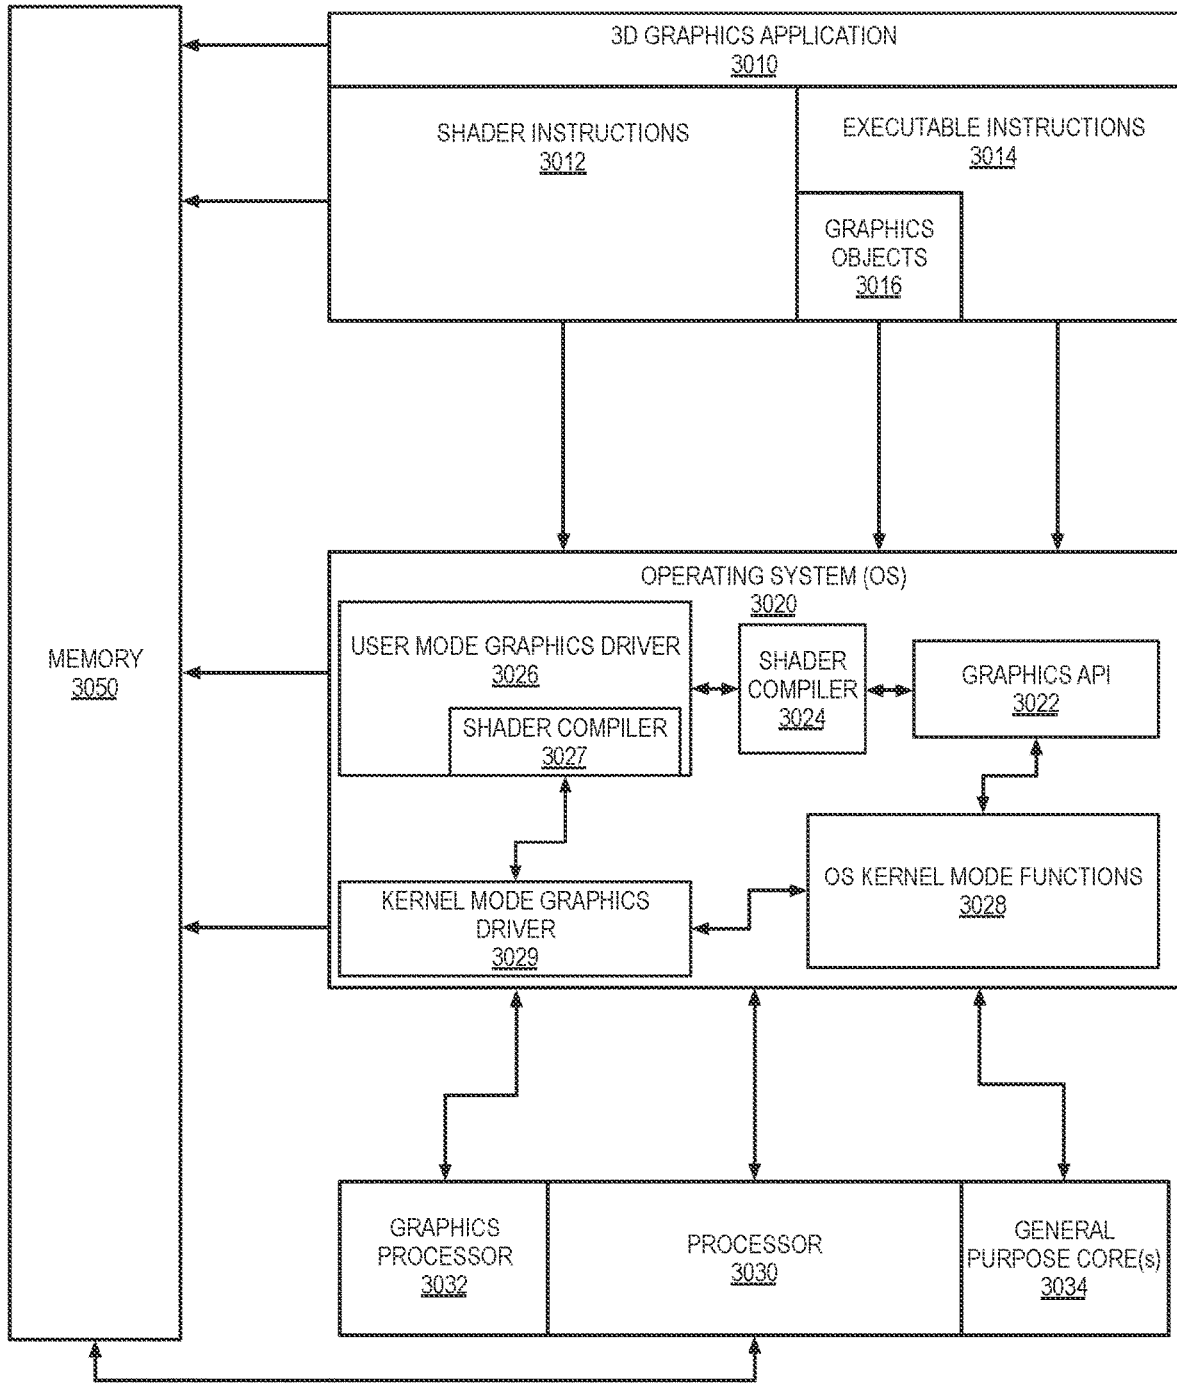 3D GRAPHICS APPLICATION
3010
SHADER INSTRUCTIONS
3012
EXECUTABLE INSTRUCTIONS
3014
GRAPHICS
OBJECTS
3016
MEMORY
3050
OPERATING SYSTEM (OS)
3020
USER MODE GRAPHICS DRIVER
3026
SHADER COMPILER
3027
SHADER
COMPILER
3024
GRAPHICS API
3022
KERNEL MODE GRAPHICS
DRIVER
3029
OS KERNEL MODE FUNCTIONS
3028
GRAPHICS
PROCESSOR
3032
PROCESSOR
3030
GENERAL
PURPOSE CORE(s)
3034